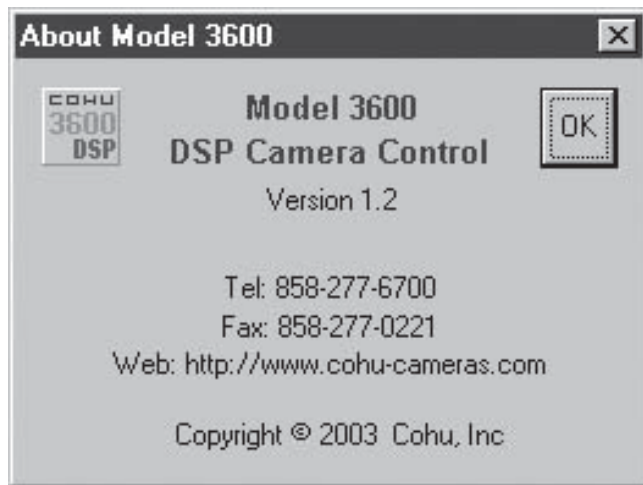 About Model 3600
COHU
3600
DSP
Model 3600
DSP Camera Control
OK
Version 1.2
Tel: 858-277-6700
Fax: 858-277-0221
Web: http://www.cohu-cameras.com
Copyright © 2003 Cohu, Inc